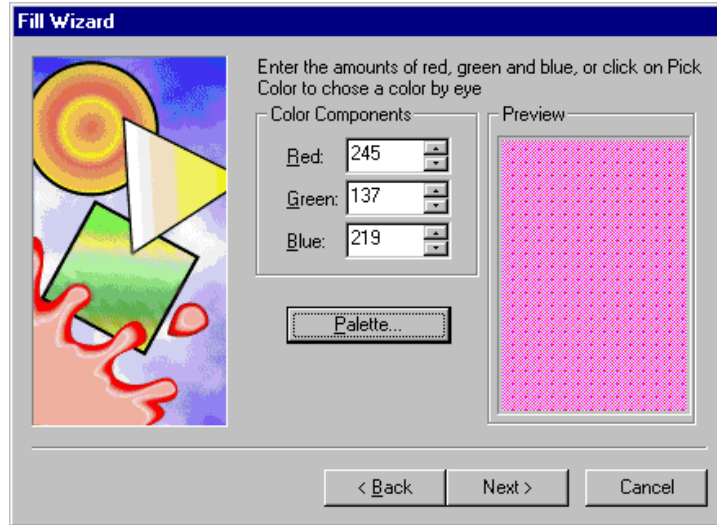 Fill Wizard
Enter the amounts of red, green and blue, or click on Pick
Color to chose a color by eye
Color Components
Preview
Red: 245
Green: 137
Blue: 219
Palette...
< Back
Next >
Cancel